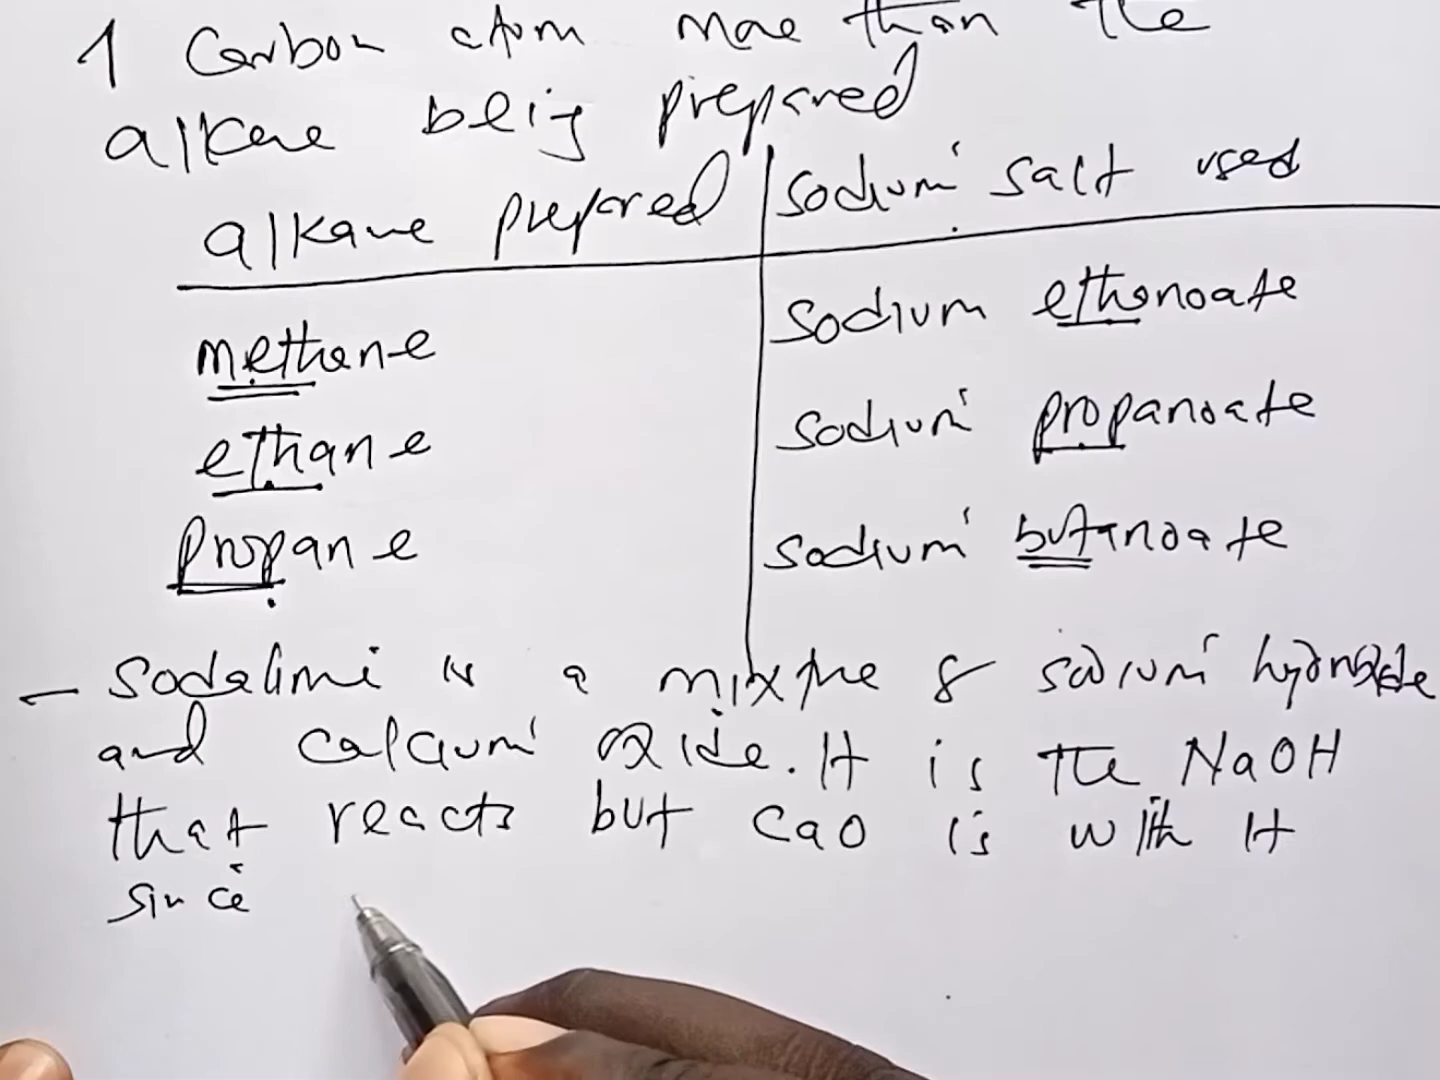 1 Carbon atom more than the
alkane being prepared
alkane prepared | sodium salt used
methane | sodium ethanoate
ethane | sodium propanoate
propane | sodium butanoate
- Sodalime is a mixture of sodium hydroxide
and calcium oxide. It is the NaOH
that reacts but CaO is with it
since